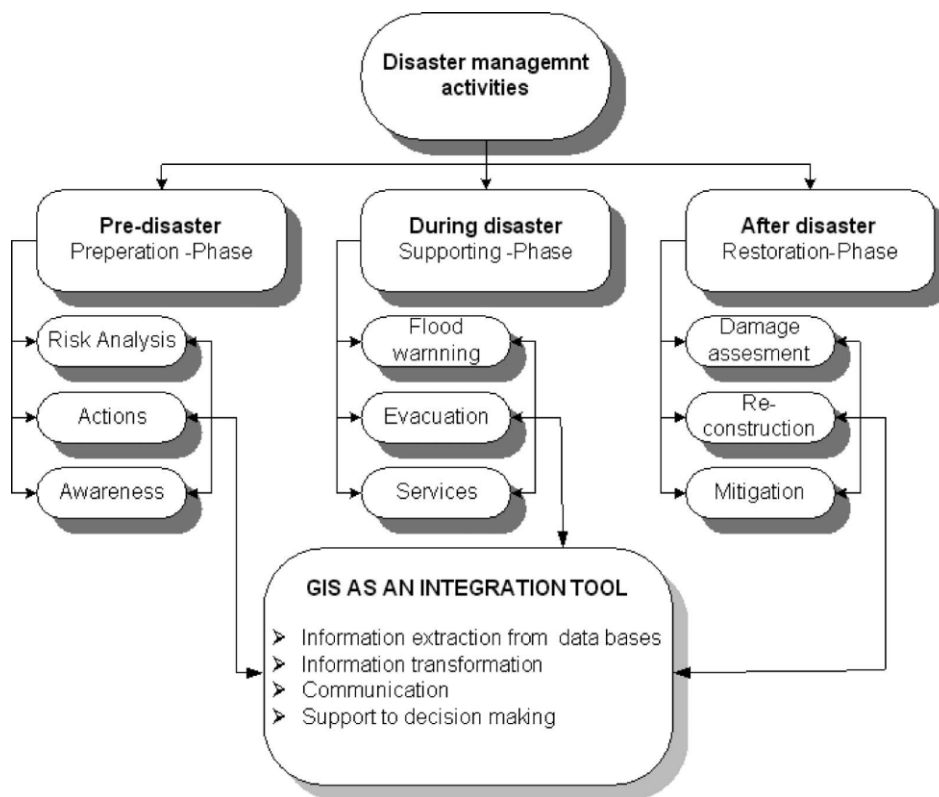 Disaster managemnt
activities
Pre-disaster
Preperation -Phase
During disaster
Supporting -Phase
After disaster
Restoration-Phase
Risk Analysis
Actions
Awareness
Flood
warnning
Evacuation
Services
Damage
assesment
Re-
construction
Mitigation
GIS AS AN INTEGRATION TOOL
➢ Information extraction from data bases
➢ Information transformation
➢ Communication
➢ Support to decision making